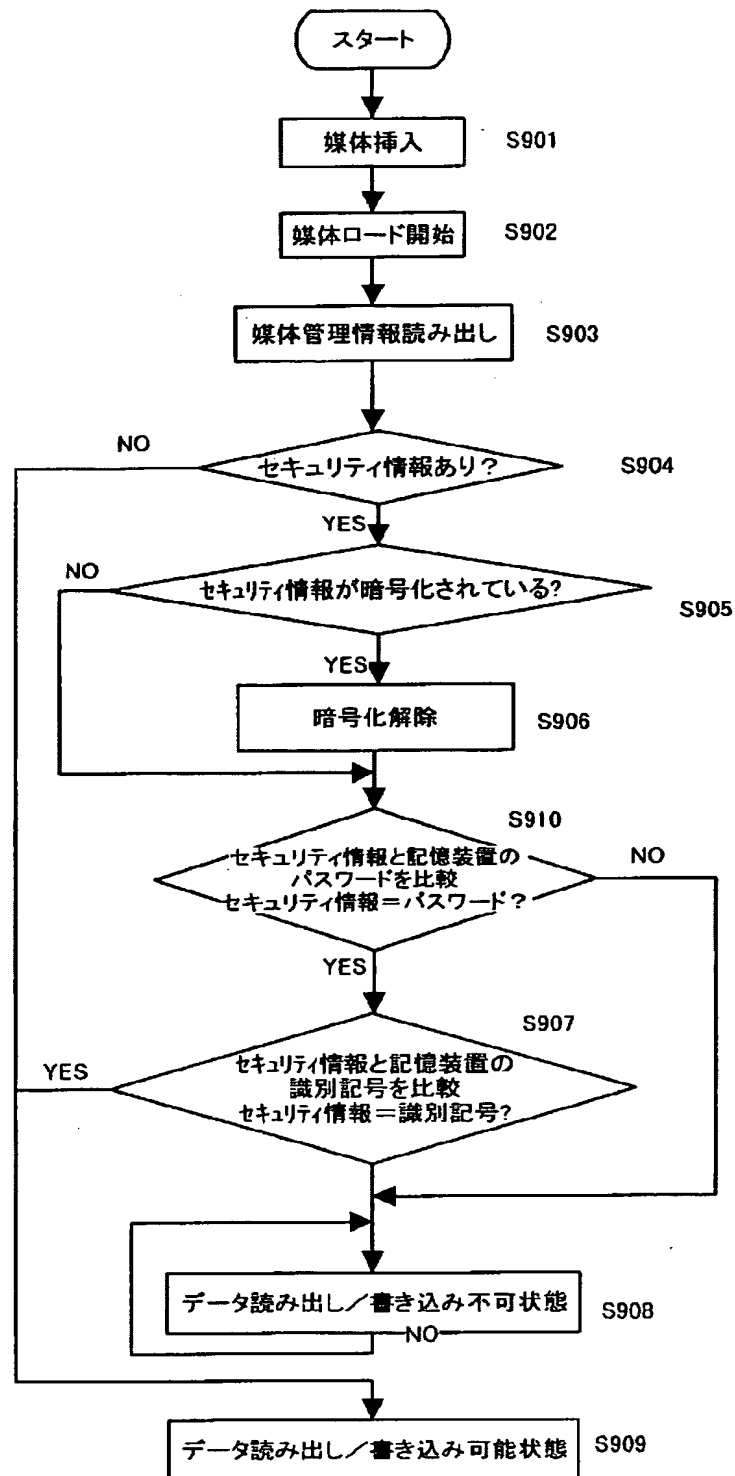 スタート
媒体挿入 S901
媒体ロード開始 S902
媒体管理情報読み出し S903
NO
セキュリティ情報あり? S904
YES
NO
セキュリティ情報が暗号化されている?
S905
YES
暗号化解除 S906
S910
セキュリティ情報と記憶装置の
パスワードを比較
セキュリティ情報=パスワード?
NO
YES
S907
セキュリティ情報と記憶装置の
識別記号を比較
セキュリティ情報=識別記号?
YES
データ読み出し/書き込み不可状態 S908
NO
データ読み出し/書き込み可能状態 S909